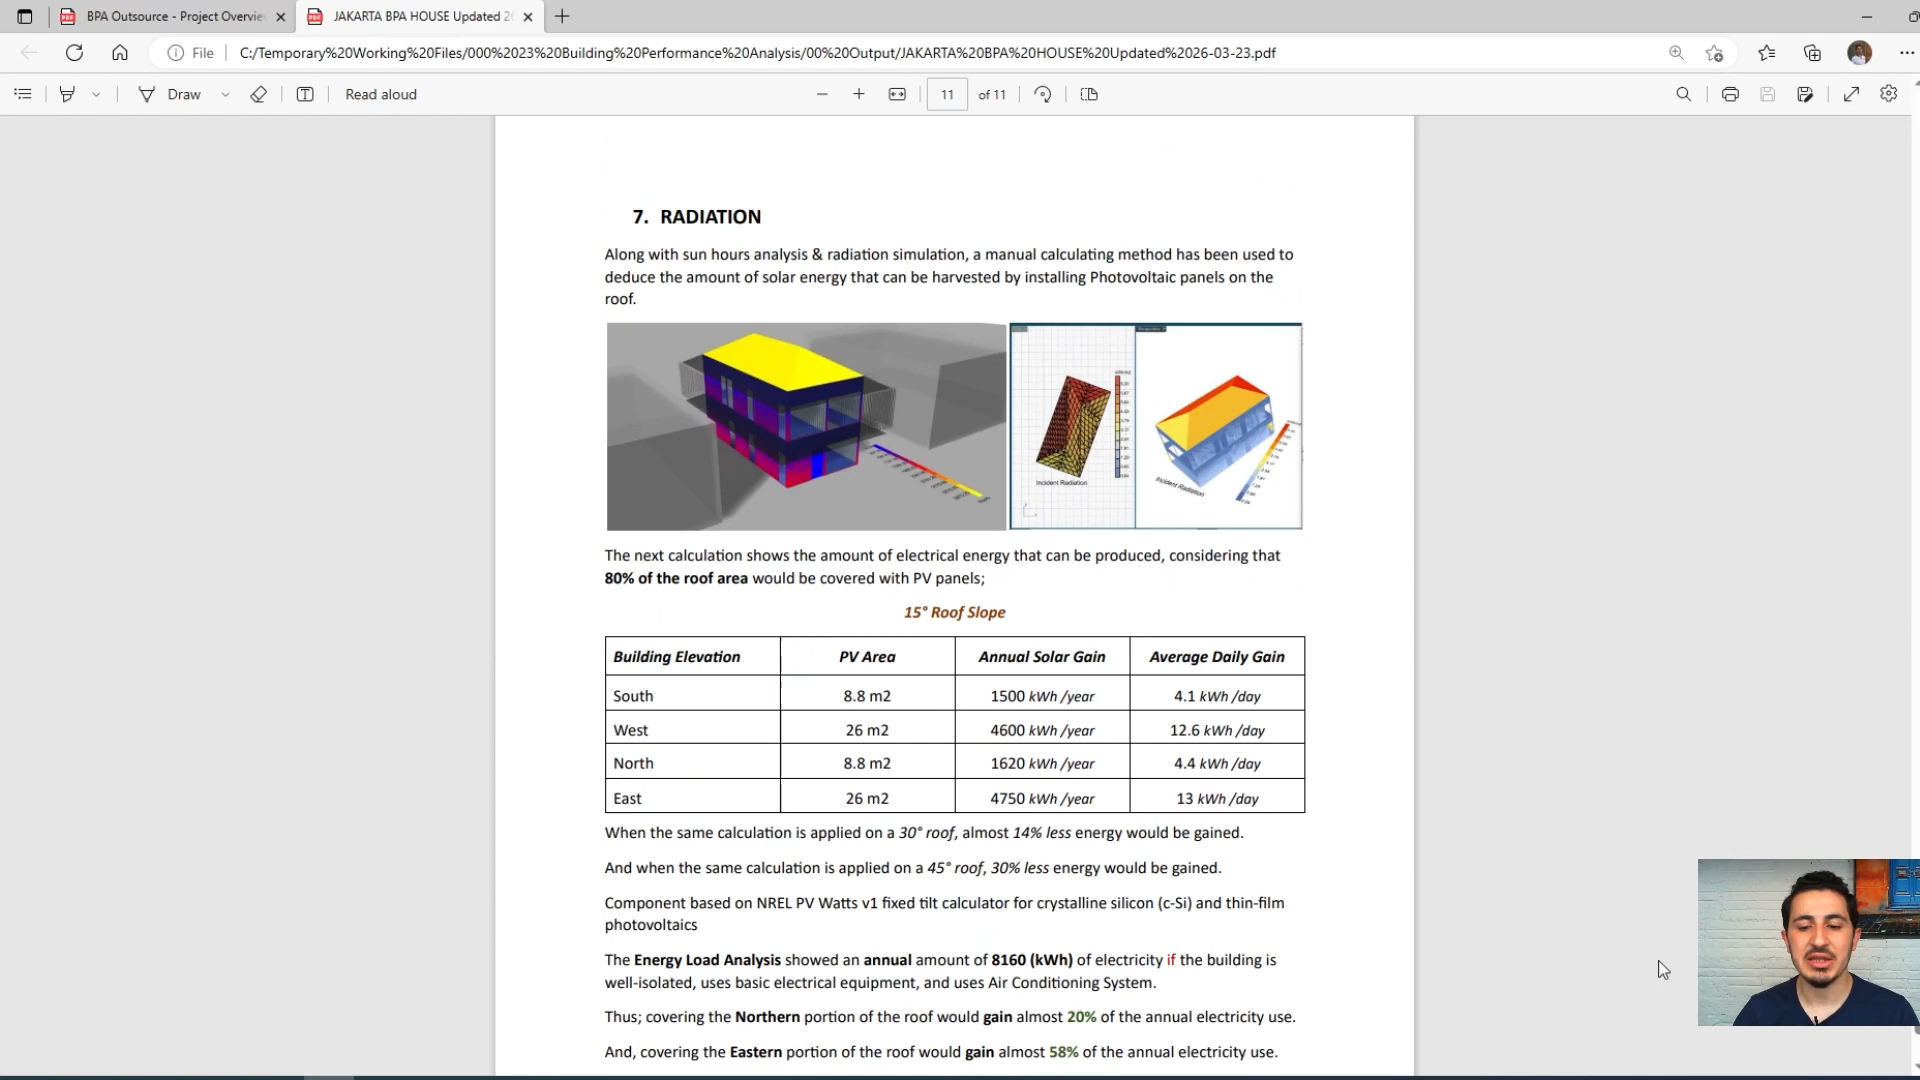 BPA Outsource - Project Overvie
JAKARTA BPA HOUSE Updated 2
File
C:/Temporary%20Working%20Files/000%2023%20Building%20Performance%20Analysis/00%20Output/JAKARTA%20BPA%20HOUSE%20Updated%2026-03-23.pdf
Draw
Read aloud
11
of 11
7. RADIATION
Along with sun hours analysis & radiation simulation, a manual calculating method has been used to
deduce the amount of solar energy that can be harvested by installing Photovoltaic panels on the
roof.
Incident Radiation
Incident Radiation
The next calculation shows the amount of electrical energy that can be produced, considering that
80% of the roof area would be covered with PV panels;
15° Roof Slope
Building Elevation PV Area Annual Solar Gain Average Daily Gain
South 8.8 m2 1500 kWh /year 4.1 kWh /day
West 26 m2 4600 kWh /year 12.6 kWh /day
North 8.8 m2 1620 kWh /year 4.4 kWh /day
East 26 m2 4750 kWh /year 13 kWh /day
When the same calculation is applied on a 30° roof, almost 14% less energy would be gained.
And when the same calculation is applied on a 45° roof, 30% less energy would be gained.
Component based on NREL PV Watts v1 fixed tilt calculator for crystalline silicon (c-Si) and thin-film
photovoltaics
The Energy Load Analysis showed an annual amount of 8160 (kWh) of electricity if the building is
well-isolated, uses basic electrical equipment, and uses Air Conditioning System.
Thus; covering the Northern portion of the roof would gain almost 20% of the annual electricity use.
And, covering the Eastern portion of the roof would gain almost 58% of the annual electricity use.